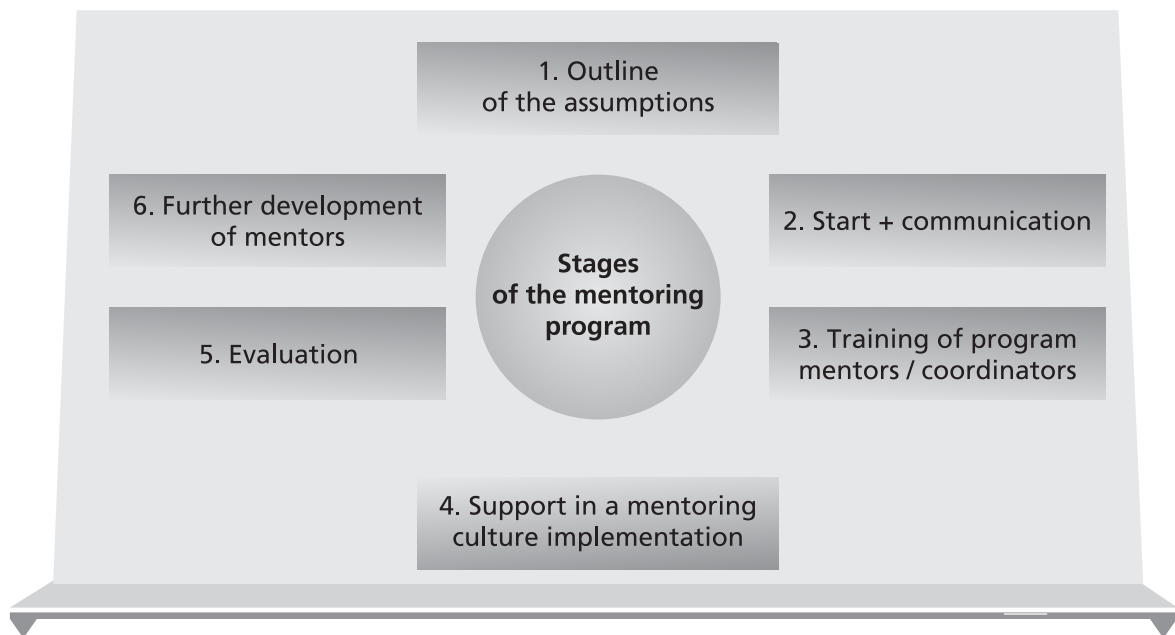 1. Outline
of the assumptions
6. Further development
of mentors
2. Start + communication
Stages
of the mentoring
program
5. Evaluation
3. Training of program
mentors / coordinators
4. Support in a mentoring
culture implementation